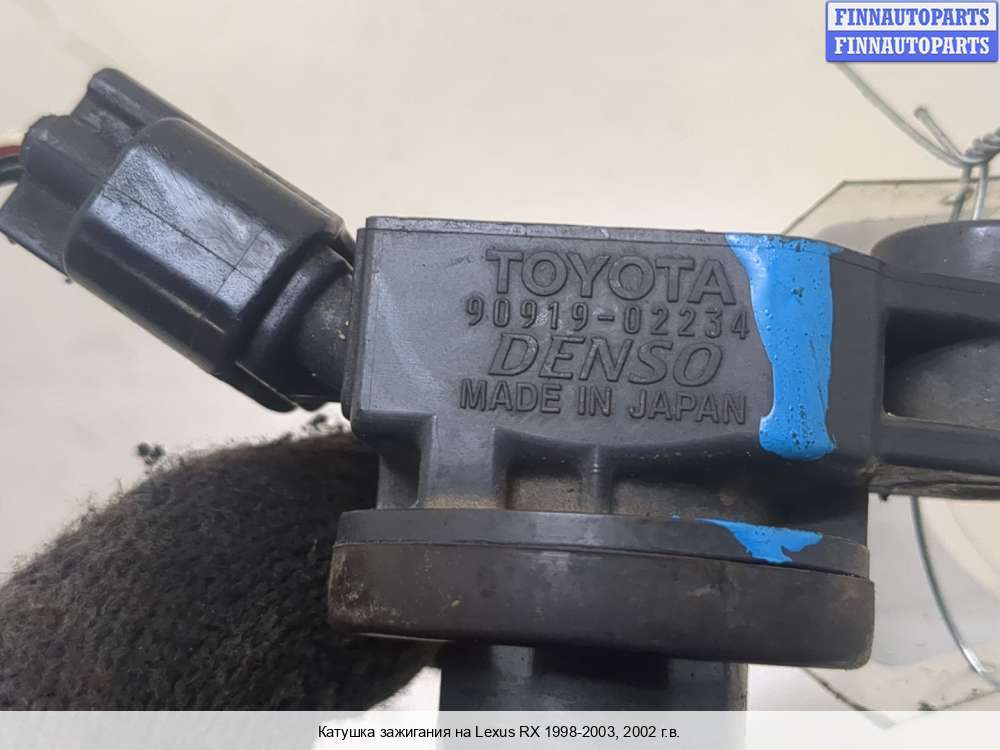 FINNAUTOPARTS
FINNAUTOPARTS
TOYOTA
90919-02234
DENSO
MADE IN JAPAN
Катушка зажигания на Lexus RX 1998-2003, 2002 г.в.